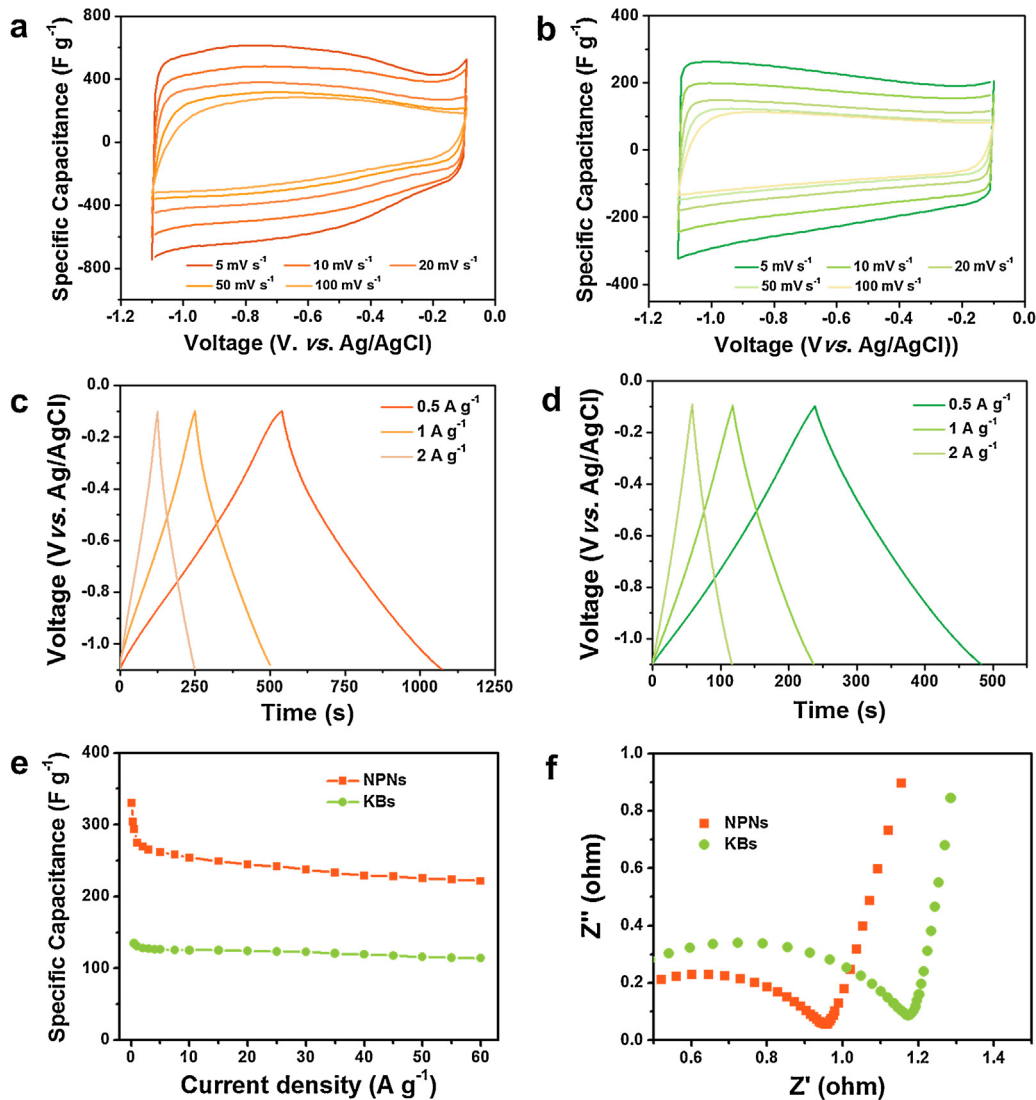 a
Specific Capacitance (F g⁻¹)
800
400
0
-400
-800
5 mV s⁻¹ 10 mV s⁻¹ 20 mV s⁻¹
50 mV s⁻¹ 100 mV s⁻¹
-1.2 -1.0 -0.8 -0.6 -0.4 -0.2 0.0
Voltage (V. vs. Ag/AgCl)
b
Specific Capacitance (F g⁻¹)
400
200
0
-200
-400
5 mV s⁻¹ 10 mV s⁻¹ 20 mV s⁻¹
50 mV s⁻¹ 100 mV s⁻¹
-1.2 -1.0 -0.8 -0.6 -0.4 -0.2 0.0
Voltage (V vs. Ag/AgCl))
c
Voltage (V vs. Ag/AgCl)
0.0
-0.2
-0.4
-0.6
-0.8
-1.0
0.5 A g⁻¹
1 A g⁻¹
2 A g⁻¹
0 250 500 750 1000 1250
Time (s)
d
Voltage (V vs. Ag/AgCl)
0.0
-0.2
-0.4
-0.6
-0.8
-1.0
0.5 A g⁻¹
1 A g⁻¹
2 A g⁻¹
0 100 200 300 400 500
Time (s)
e
Specific Capacitance (F g⁻¹)
400
300
200
100
0
NPNs
KBs
0 10 20 30 40 50 60
Current density (A g⁻¹)
f
Z'' (ohm)
1.0
0.8
0.6
0.4
0.2
0.0
NPNs
KBs
0.6 0.8 1.0 1.2 1.4
Z' (ohm)